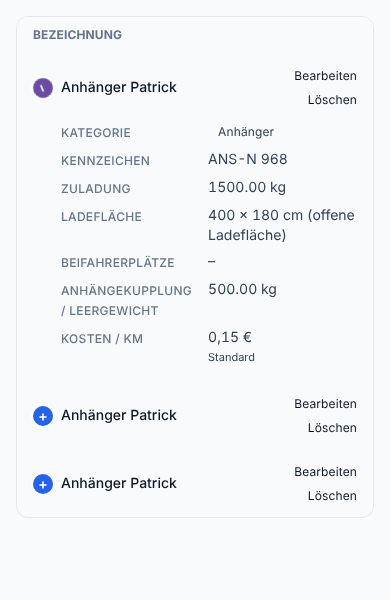 BEZEICHNUNG
Anhänger Patrick
Bearbeiten
Löschen
KATEGORIE Anhänger
KENNZEICHEN ANS-N 968
ZULADUNG 1500.00 kg
LADEFLÄCHE 400 × 180 cm (offene
Ladefläche)
BEIFAHRERPLÄTZE –
ANHÄNGEKUPPLUNG 500.00 kg
/ LEERGEWICHT
KOSTEN / KM 0,15 €
Standard
Anhänger Patrick
Bearbeiten
Löschen
Anhänger Patrick
Bearbeiten
Löschen